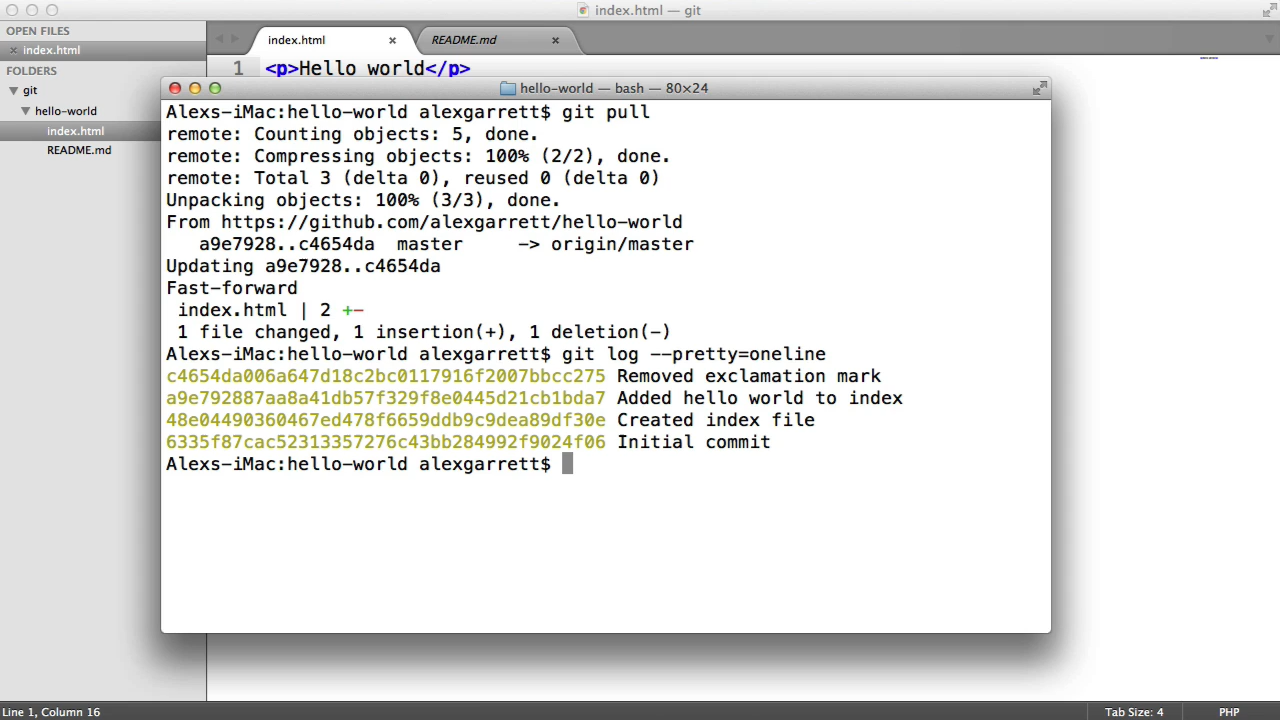 index.html — git
OPEN FILES
× index.html
FOLDERS
git
hello-world
index.html
README.md
index.html ×
README.md ×
1 <p>Hello world</p>
hello-world — bash — 80×24
Alexs-iMac:hello-world alexgarrett$ git pull
remote: Counting objects: 5, done.
remote: Compressing objects: 100% (2/2), done.
remote: Total 3 (delta 0), reused 0 (delta 0)
Unpacking objects: 100% (3/3), done.
From https://github.com/alexgarrett/hello-world
   a9e7928..c4654da  master     -> origin/master
Updating a9e7928..c4654da
Fast-forward
 index.html | 2 +-
 1 file changed, 1 insertion(+), 1 deletion(-)
Alexs-iMac:hello-world alexgarrett$ git log --pretty=oneline
c4654da006a647d18c2bc0117916f2007bbcc275 Removed exclamation mark
a9e792887aa8a41db57f329f8e0445d21cb1bda7 Added hello world to index
48e04490360467ed478f6659ddb9c9dea89df30e Created index file
6335f87cac52313357276c43bb284992f9024f06 Initial commit
Alexs-iMac:hello-world alexgarrett$
Line 1, Column 16
Tab Size: 4
PHP